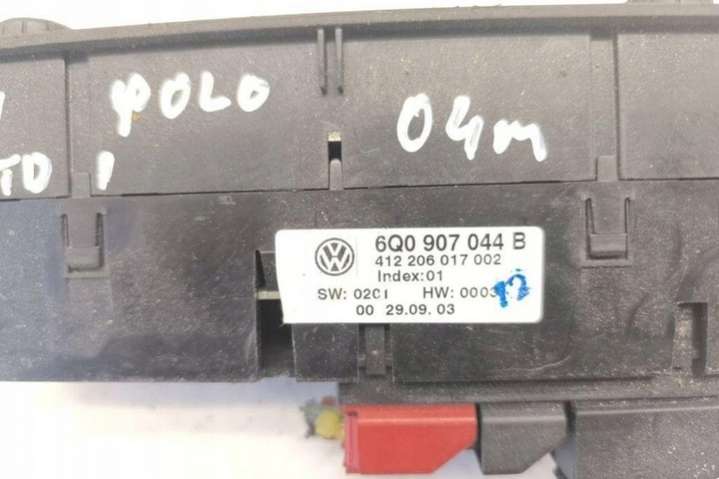 POLO
04m
TD I
6Q0 907 044 B
412 206 017 002
Index:01
SW: 0201 HW: 0003
00 29.09.03